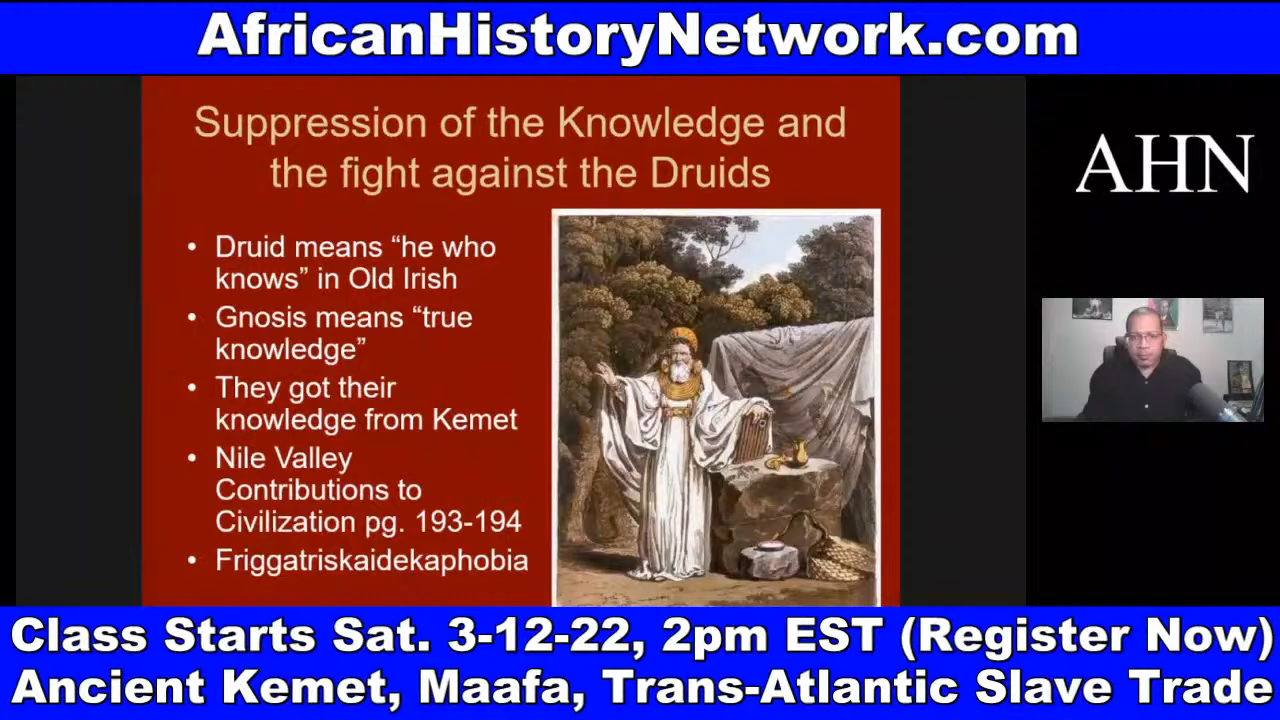 AfricanHistoryNetwork.com
Suppression of the Knowledge and
the fight against the Druids
• Druid means “he who
knows” in Old Irish
• Gnosis means “true
knowledge”
• They got their
knowledge from Kemet
• Nile Valley
Contributions to
Civilization pg. 193-194
• Friggatriskaidekaphobia
AHN
Class Starts Sat. 3-12-22, 2pm EST (Register Now)
Ancient Kemet, Maafa, Trans-Atlantic Slave Trade